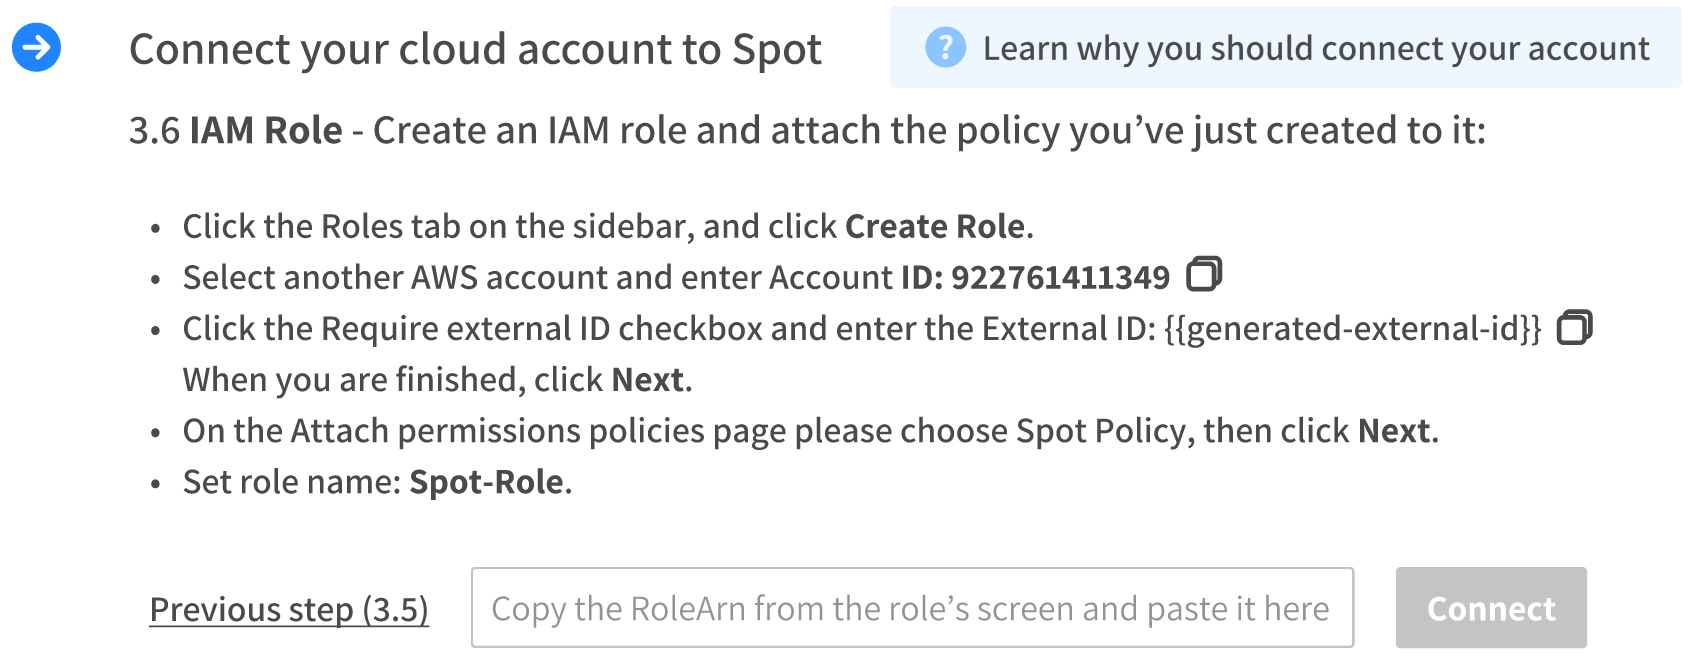 Connect your cloud account to Spot
? Learn why you should connect your account
3.6 IAM Role - Create an IAM role and attach the policy you’ve just created to it:
• Click the Roles tab on the sidebar, and click Create Role.
• Select another AWS account and enter Account ID: 922761411349
• Click the Require external ID checkbox and enter the External ID: {{generated-external-id}}
When you are finished, click Next.
• On the Attach permissions policies page please choose Spot Policy, then click Next.
• Set role name: Spot-Role.
Previous step (3.5)
Copy the RoleArn from the role’s screen and paste it here
Connect